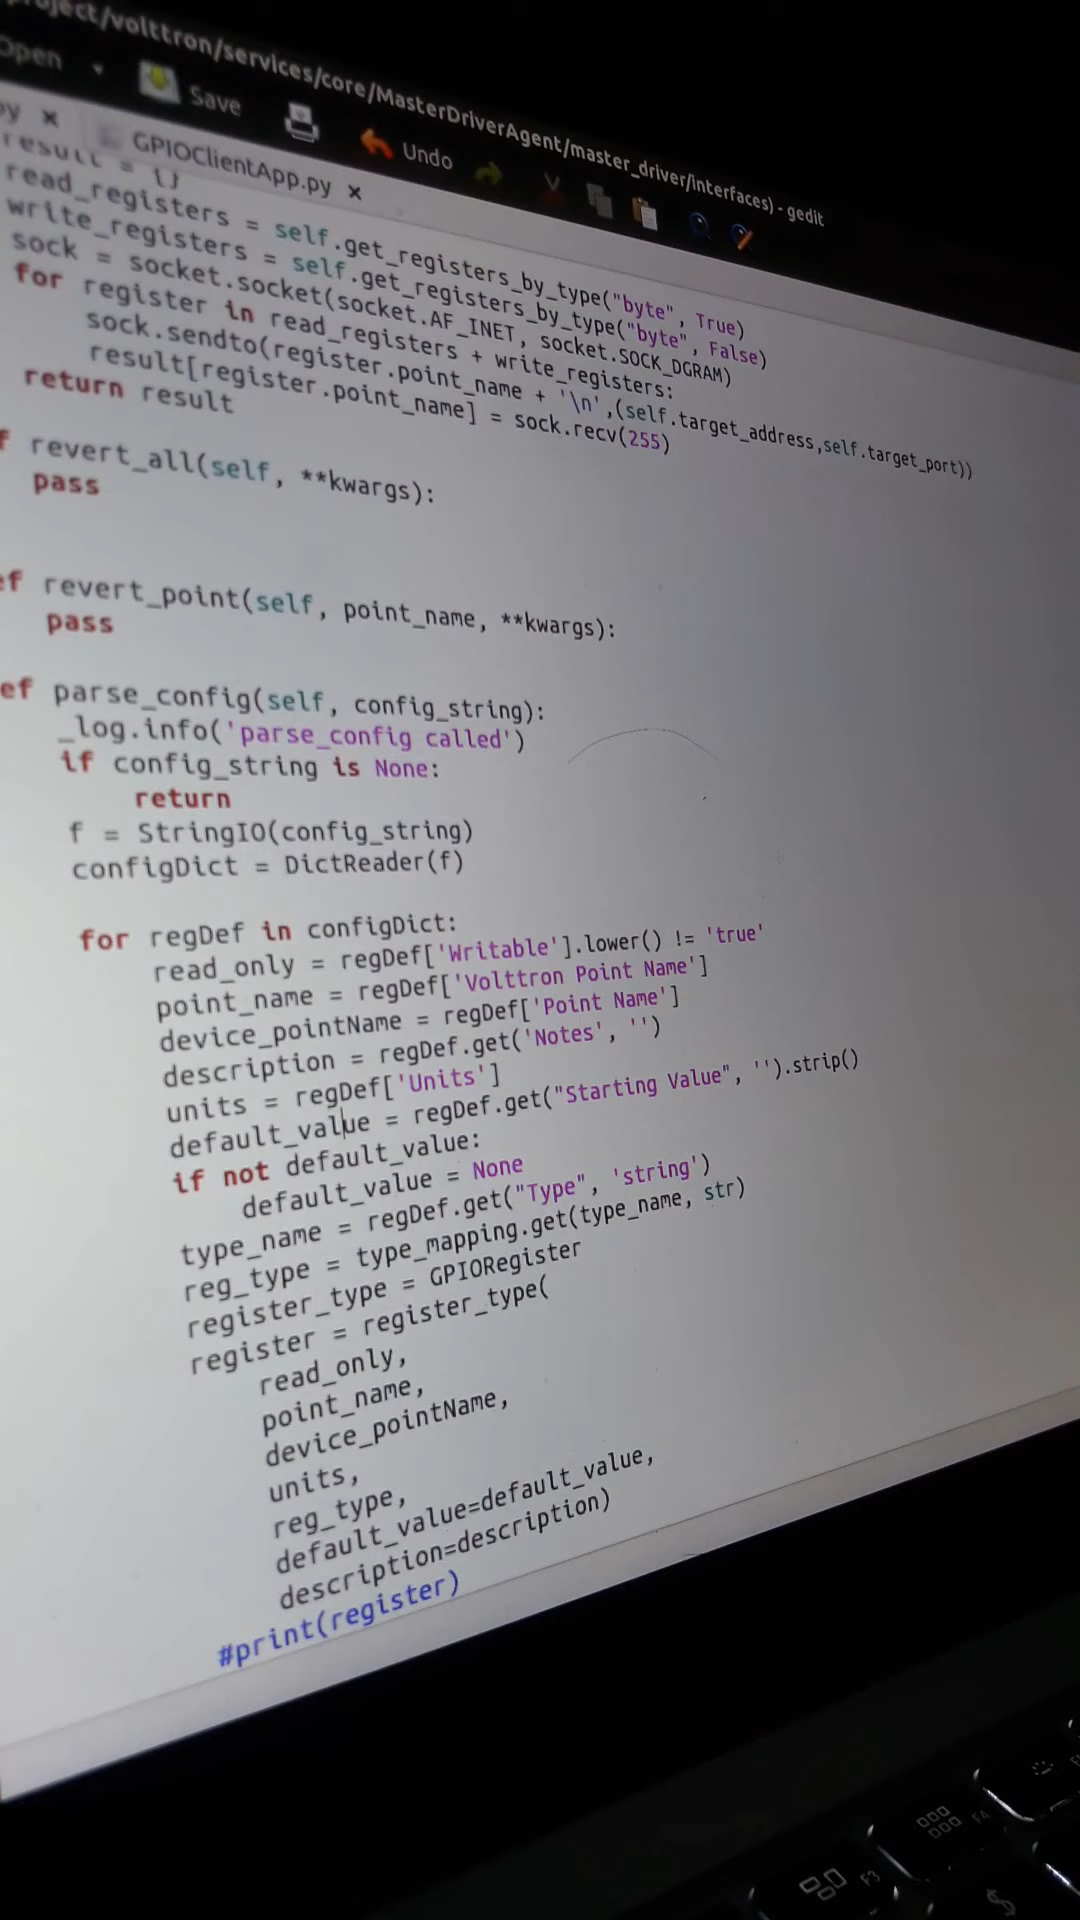 oject/volttron/services/core/MasterDriverAgent/master_driver/interfaces) - gedit
Open Save Undo
py × GPIOClientApp.py ×
result = {}
read_registers = self.get_registers_by_type("byte", True)
write_registers = self.get_registers_by_type("byte", False)
sock = socket.socket(socket.AF_INET, socket.SOCK_DGRAM)
for register in read_registers + write_registers:
sock.sendto(register.point_name + '\n',(self.target_address,self.target_port))
result[register.point_name] = sock.recv(255)
return result
f revert_all(self, **kwargs):
pass
ef revert_point(self, point_name, **kwargs):
pass
ef parse_config(self, config_string):
_log.info('parse_config called')
if config_string is None:
return
f = StringIO(config_string)
configDict = DictReader(f)
for regDef in configDict:
read_only = regDef['Writable'].lower() != 'true'
point_name = regDef['Volttron Point Name']
device_pointName = regDef['Point Name']
description = regDef.get('Notes', '')
units = regDef['Units']
default_value = regDef.get("Starting Value", '').strip()
if not default_value:
default_value = None
type_name = regDef.get("Type", 'string')
reg_type = type_mapping.get(type_name, str)
register_type = GPIORegister
register = register_type(
read_only,
point_name,
device_pointName,
units,
reg_type,
default_value=default_value,
description=description)
#print(register)
F3 F4
$